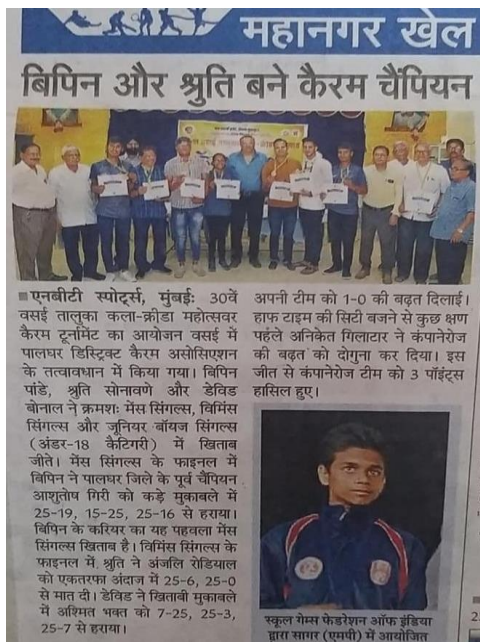 महानगर खेल
बिपिन और श्रुति बने कैरम चैंपियन
■एनबीटी स्पोर्ट्स, मुंबई: 30वें
वसई तालुका कला-क्रीडा महोत्सवर
कैरम टूर्नामेंट का आयोजन वसई में
पालघर डिस्ट्रिक्ट कैरम असोसिएशन
के तत्वावधान में किया गया। बिपिन
पांडे, श्रुति सोनावणे और डेविड
बोनाल ने क्रमशः मेंस सिंगल्स, विमिंस
सिंगल्स और जूनियर बॉयज सिंगल्स
(अंडर-18 कैटिगरी) में खिताब
जीते। मेंस सिंगल्स के फाइनल में
बिपिन ने पालघर जिले के पूर्व चैंपियन
आशुतोष गिरी को कड़े मुकाबले में
25-19, 15-25, 25-16 से हराया।
बिपिन के करियर का यह पहवला मेंस
सिंगल्स खिताब है। विमिंस सिंगल्स के
फाइनल में श्रुति ने अंजलि रोडियाल
को एकतरफा अंदाज में 25-6, 25-0
से मात दी। डेविड ने खिताबी मुकाबले
में अश्मित भक्त को 7-25, 25-3,
25-7 से हराया।
अपनी टीम को 1-0 की बढ़त दिलाई।
हाफ टाइम की सिटी बजने से कुछ क्षण
पहले अनिकेत गिलाटार ने कंपानेरोज
की बढ़त को दोगुना कर दिया। इस
जीत से कंपानेरोज टीम को 3 पॉइंट्स
हासिल हुए।
स्कूल गेम्स फेडरेशन ऑफ इंडिया
द्वारा सागर (एमपी) में आयोजित